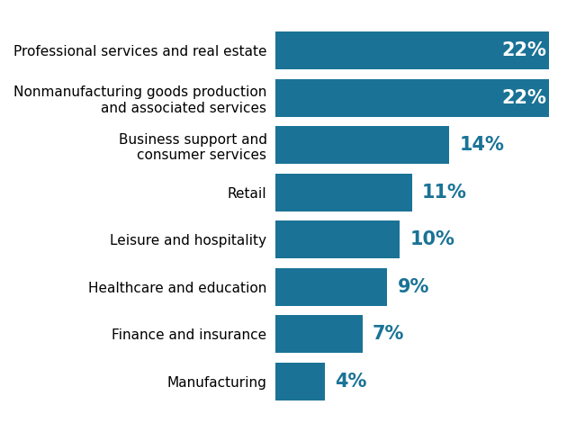 Professional services and real estate 22%
Nonmanufacturing goods production
and associated services 22%
Business support and
consumer services 14%
Retail 11%
Leisure and hospitality 10%
Healthcare and education 9%
Finance and insurance 7%
Manufacturing 4%